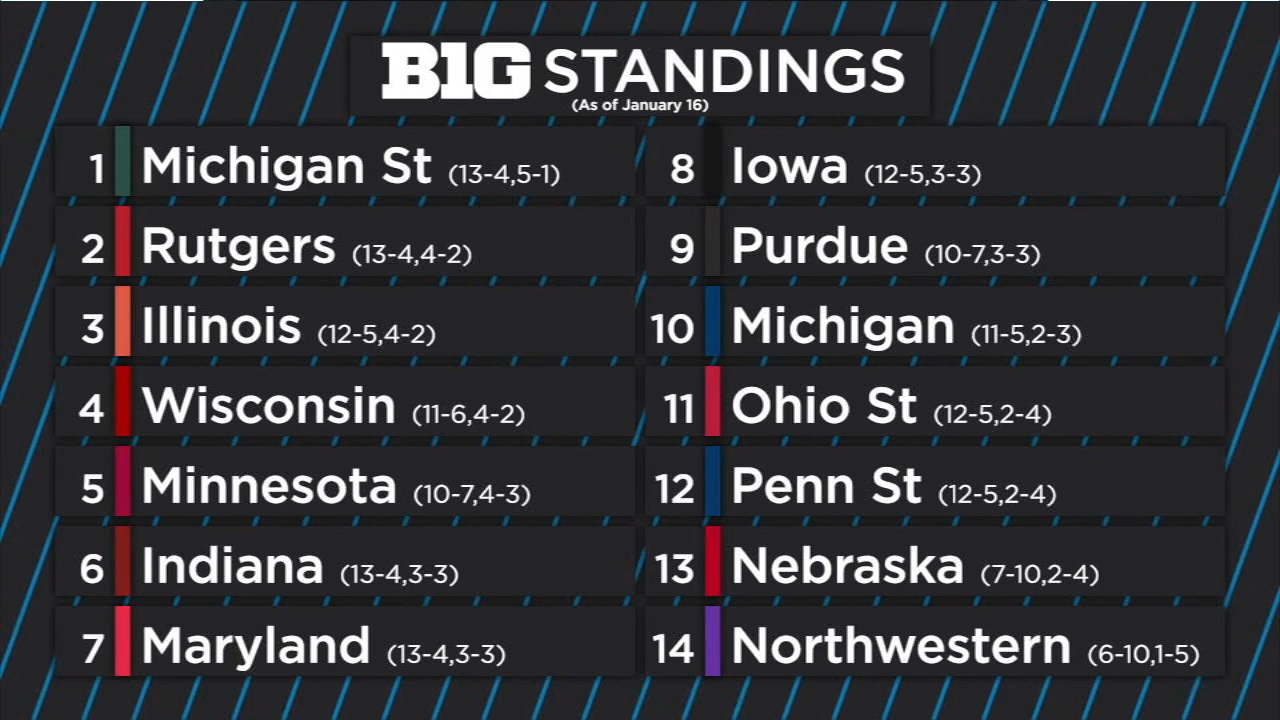 B1G STANDINGS
(As of January 16)
1 Michigan St (13-4,5-1)
2 Rutgers (13-4,4-2)
3 Illinois (12-5,4-2)
4 Wisconsin (11-6,4-2)
5 Minnesota (10-7,4-3)
6 Indiana (13-4,3-3)
7 Maryland (13-4,3-3)
8 Iowa (12-5,3-3)
9 Purdue (10-7,3-3)
10 Michigan (11-5,2-3)
11 Ohio St (12-5,2-4)
12 Penn St (12-5,2-4)
13 Nebraska (7-10,2-4)
14 Northwestern (6-10,1-5)